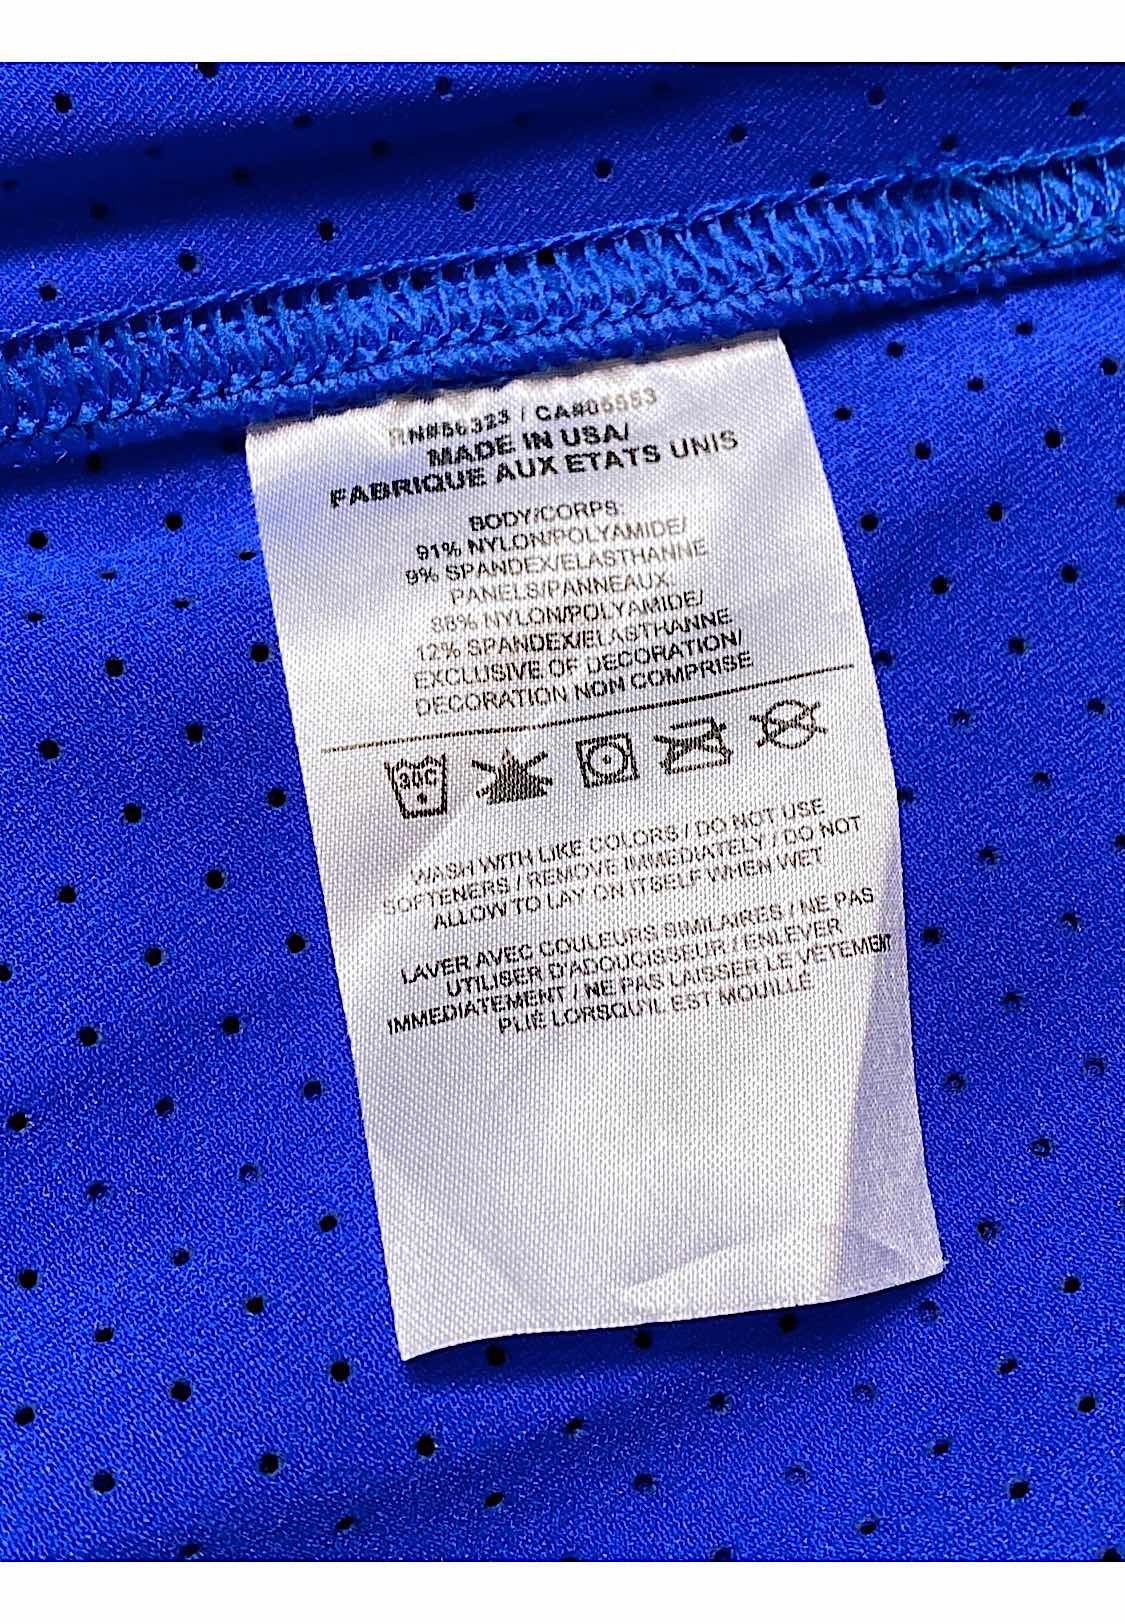 RN#56323 / CA#05553
MADE IN USA/
FABRIQUE AUX ETATS UNIS
BODY/CORPS:
91% NYLON/POLYAMIDE/
9% SPANDEX/ELASTHANNE
PANELS/PANNEAUX:
88% NYLON/POLYAMIDE/
12% SPANDEX/ELASTHANNE
EXCLUSIVE OF DECORATION/
DECORATION NON COMPRISE
30C
WASH WITH LIKE COLORS / DO NOT USE
SOFTENERS / REMOVE IMMEDIATELY / DO NOT
ALLOW TO LAY ON ITSELF WHEN WET
LAVER AVEC COULEURS SIMILAIRES / NE PAS
UTILISER D'ADOUCISSEUR / ENLEVER
IMMEDIATEMENT / NE PAS LAISSER LE VETEMENT
PLIÉ LORSQU'IL EST MOUILLÉ